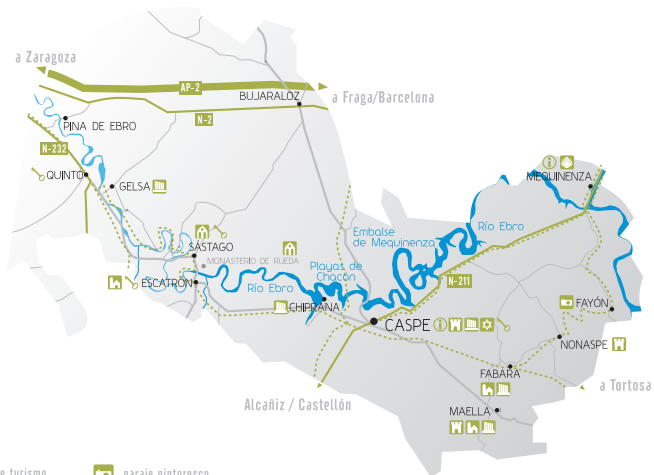 a Zaragoza
AP-2
BUJARALOZ
a Fraga/Barcelona
N-2
PINA DE EBRO
N-232
QUINTO
GELSA
MEQUINENZA
Embalse
de Mequinenza
Río Ebro
SÁSTAGO
MONASTERIO DE RUEDA
Playas de
Chacón
ESCATRÓN
Río Ebro
N-211
CHIPRANA
CASPE
FAYÓN
NONASPE
FABARA
a Tortosa
Alcañiz / Castellón
MAELLA
turismo
paraje pintoresco